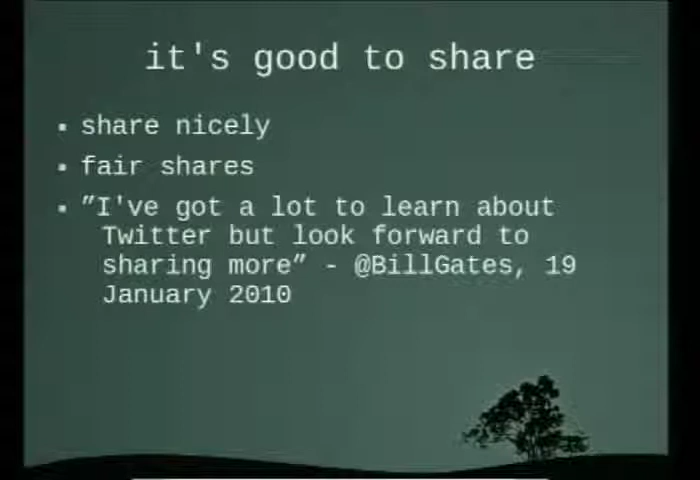 it's good to share
▪ share nicely
▪ fair shares
▪ ”I've got a lot to learn about
Twitter but look forward to
sharing more” - @BillGates, 19
January 2010